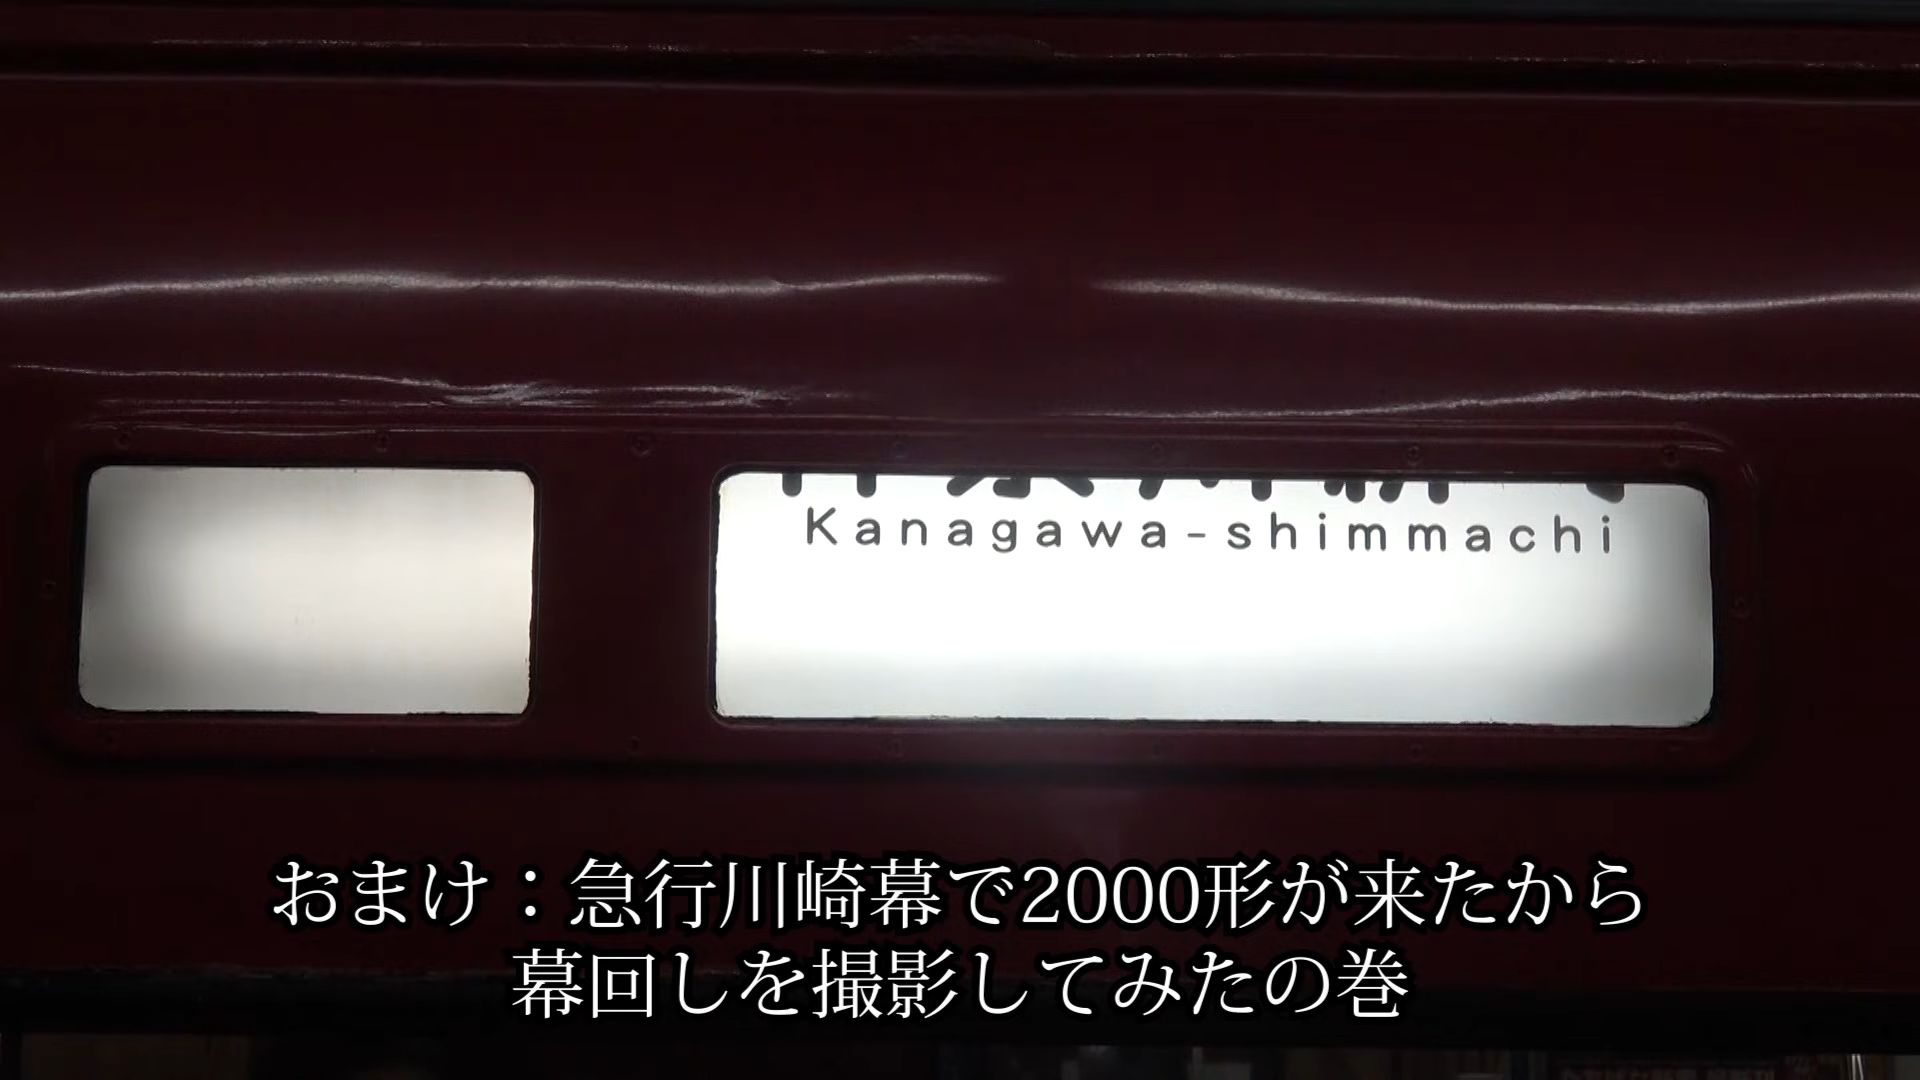 Kanagawa-shimmachi
おまけ：急行川崎幕で2000形が来たから
幕回しを撮影してみたの巻